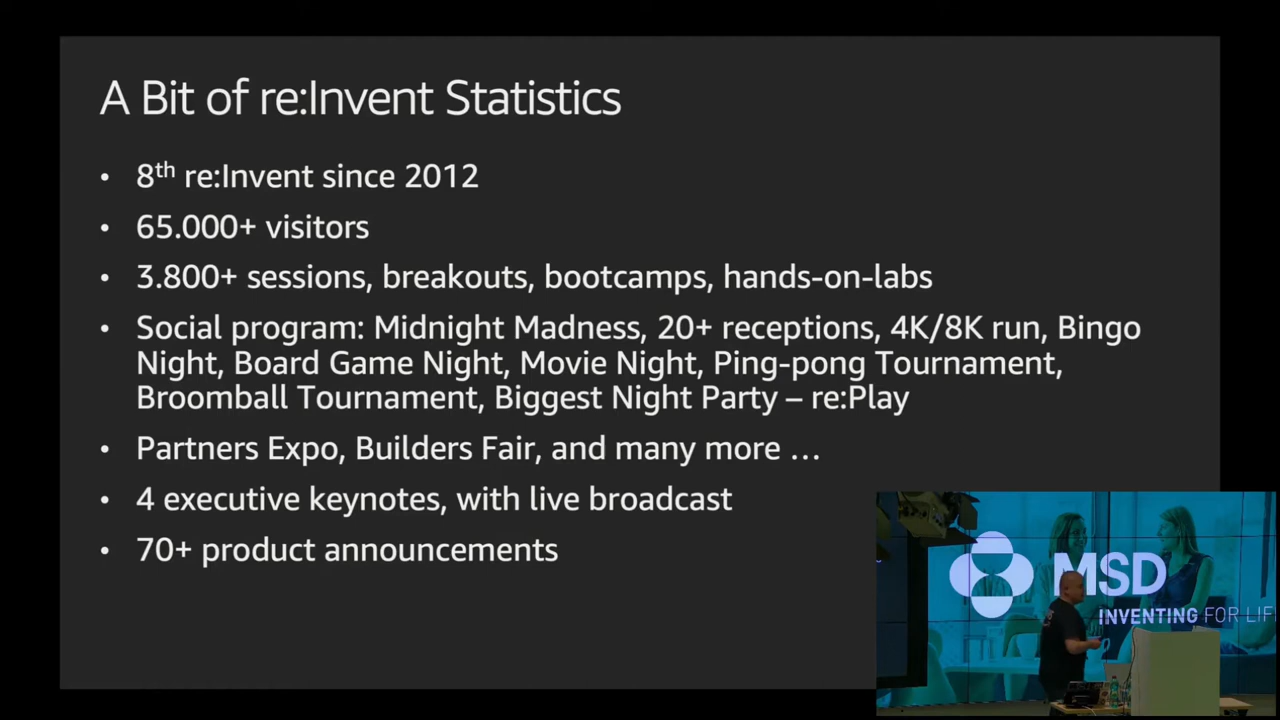 A Bit of re:Invent Statistics
• 8th re:Invent since 2012
• 65.000+ visitors
• 3.800+ sessions, breakouts, bootcamps, hands-on-labs
• Social program: Midnight Madness, 20+ receptions, 4K/8K run, Bingo
Night, Board Game Night, Movie Night, Ping-pong Tournament,
Broomball Tournament, Biggest Night Party – re:Play
• Partners Expo, Builders Fair, and many more …
• 4 executive keynotes, with live broadcast
• 70+ product announcements
MSD
INVENTING FOR LIF